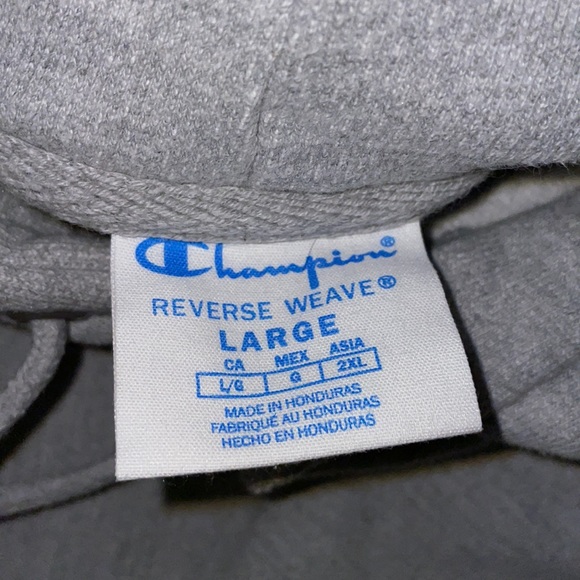 Champion®
REVERSE WEAVE®
LARGE
CA MEX ASIA
L/G G 2XL
MADE IN HONDURAS
FABRIQUÉ AU HONDURAS
HECHO EN HONDURAS